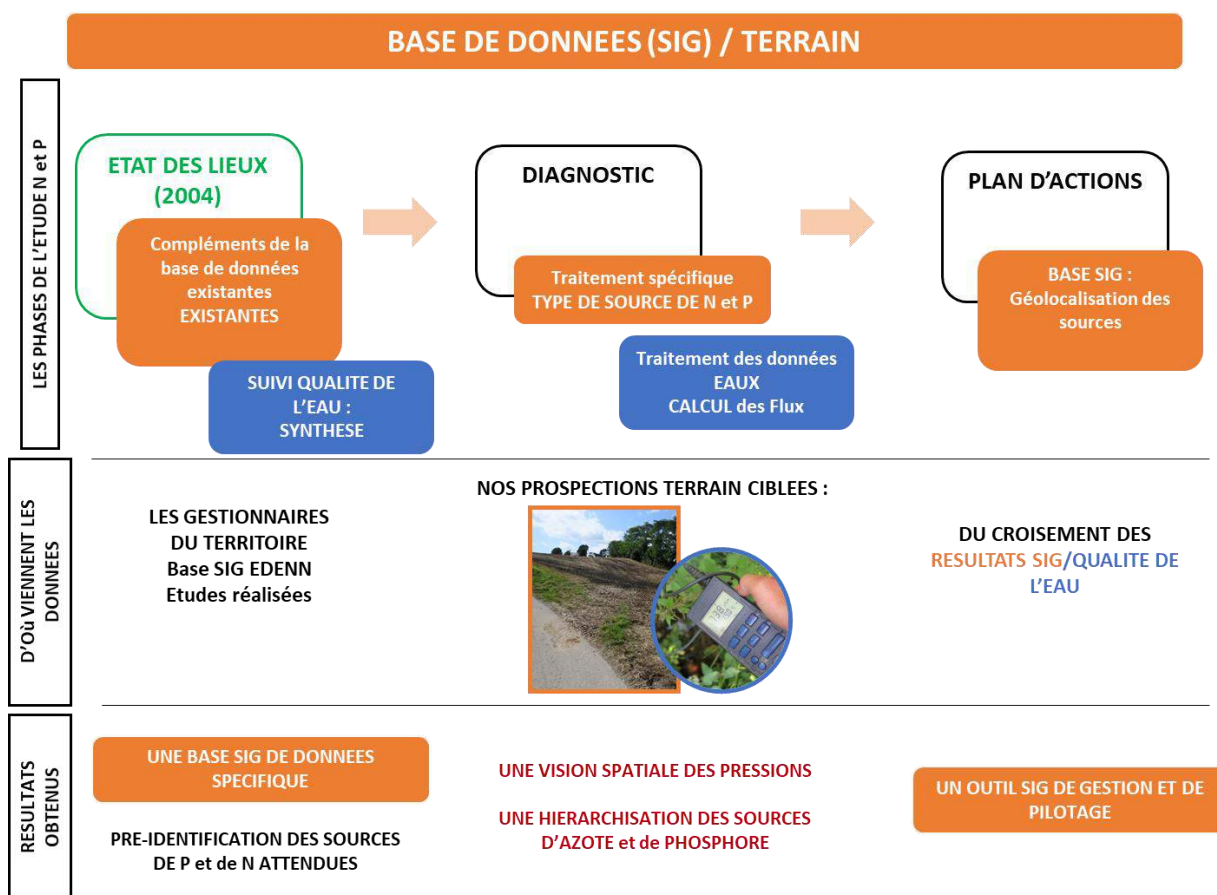 BASE DE DONNEES (SIG) / TERRAIN
LES PHASES DE L'ETUDE N et P
ETAT DES LIEUX
(2004)
Compléments de la
base de données
existantes
EXISTANTES
SUIVI QUALITE DE
L'EAU :
SYNTHESE
DIAGNOSTIC
Traitement spécifique
TYPE DE SOURCE DE N et P
Traitement des données
EAUX
CALCUL des Flux
PLAN D'ACTIONS
BASE SIG :
Géolocalisation des
sources
D'Où VIENNENT LES
DONNEES
LES GESTIONNAIRES
DU TERRITOIRE
Base SIG EDENN
Etudes réalisées
NOS PROSPECTIONS TERRAIN CIBLEES :
DU CROISEMENT DES
RESULTATS SIG/QUALITE DE
L'EAU
RESULTATS
OBTENUS
UNE BASE SIG DE DONNEES
SPECIFIQUE
PRE-IDENTIFICATION DES SOURCES
DE P et de N ATTENDUES
UNE VISION SPATIALE DES PRESSIONS
UNE HIERARCHISATION DES SOURCES
D'AZOTE et de PHOSPHORE
UN OUTIL SIG DE GESTION ET DE
PILOTAGE